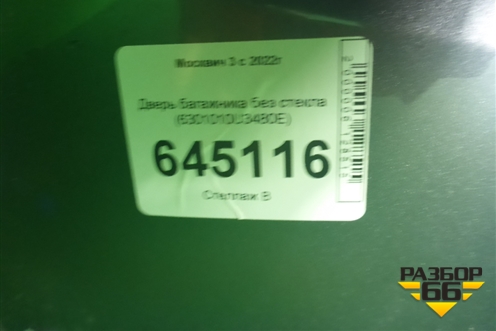 Москвич 3 с 2022г
Дверь багажника без стекла
(6301010U3480E)
645116
Стеллаж В
РАЗБОР
66